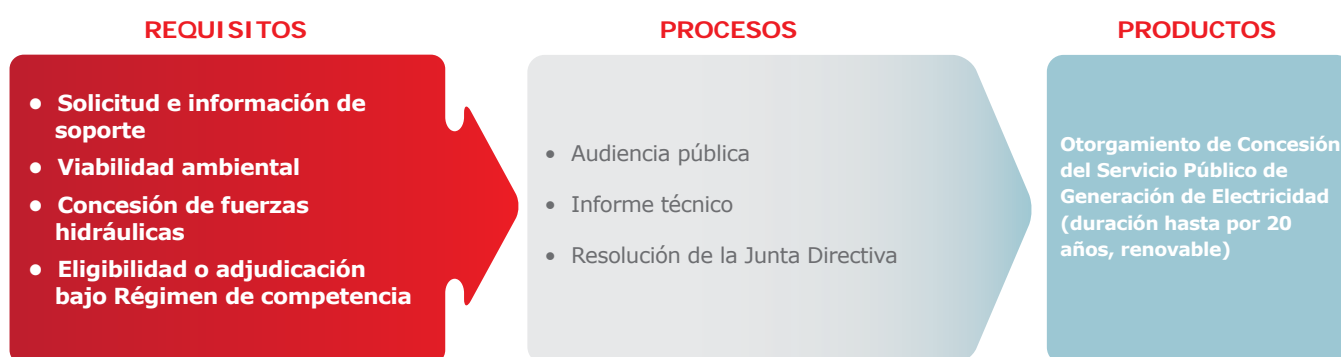 REQUISITOS
• Solicitud e información de
soporte
• Viabilidad ambiental
• Concesión de fuerzas
hidráulicas
• Eligibilidad o adjudicación
bajo Régimen de competencia
PROCESOS
• Audiencia pública
• Informe técnico
• Resolución de la Junta Directiva
PRODUCTOS
Otorgamiento de Concesión
del Servicio Público de
Generación de Electricidad
(duración hasta por 20
años, renovable)